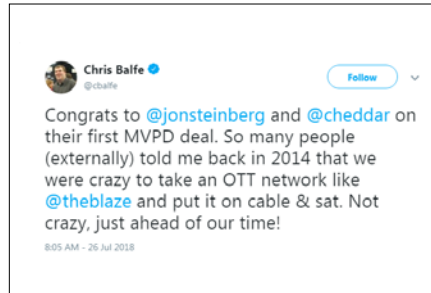 Chris Balfe
@cbalfe
Follow
Congrats to @jonsteinberg and @cheddar on
their first MVPD deal. So many people
(externally) told me back in 2014 that we
were crazy to take an OTT network like
@theblaze and put it on cable & sat. Not
crazy, just ahead of our time!
8:05 AM - 26 Jul 2018